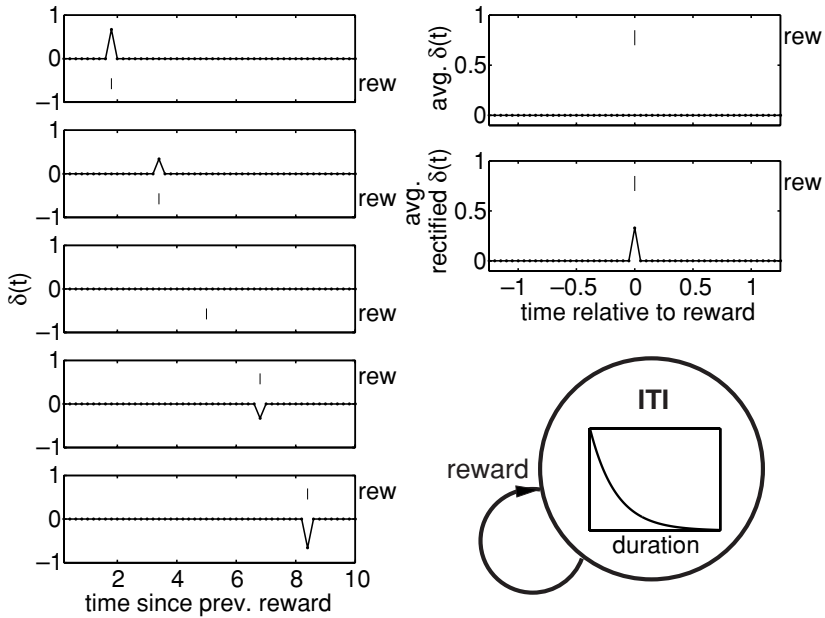 1
0
−1
rew
1
0
−1
rew
1
0
−1
rew
1
0
−1
rew
1
0
−1
rew
δ(t)
2 4 6 8 10
time since prev. reward
avg. δ(t)
1
0.5
0
rew
avg.
rectified δ(t)
1
0.5
0
rew
−1 −0.5 0 0.5 1
time relative to reward
ITI
reward
duration